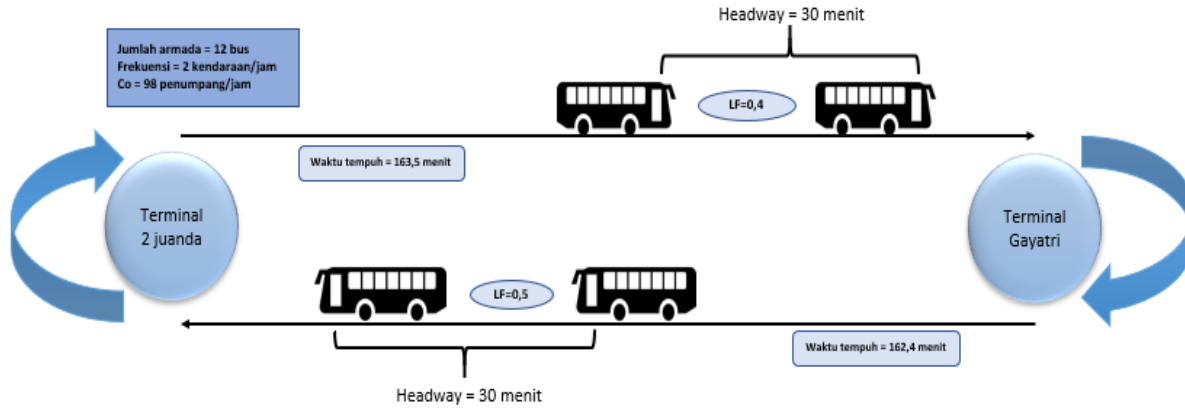 Headway = 30 menit
Jumlah armada = 12 bus
Frekuensi = 2 kendaraan/jam
Co = 98 penumpang/jam
LF=0,4
Waktu tempuh = 163,5 menit
Terminal
2 juanda
Terminal
Gayatri
LF=0,5
Waktu tempuh = 162,4 menit
Headway = 30 menit